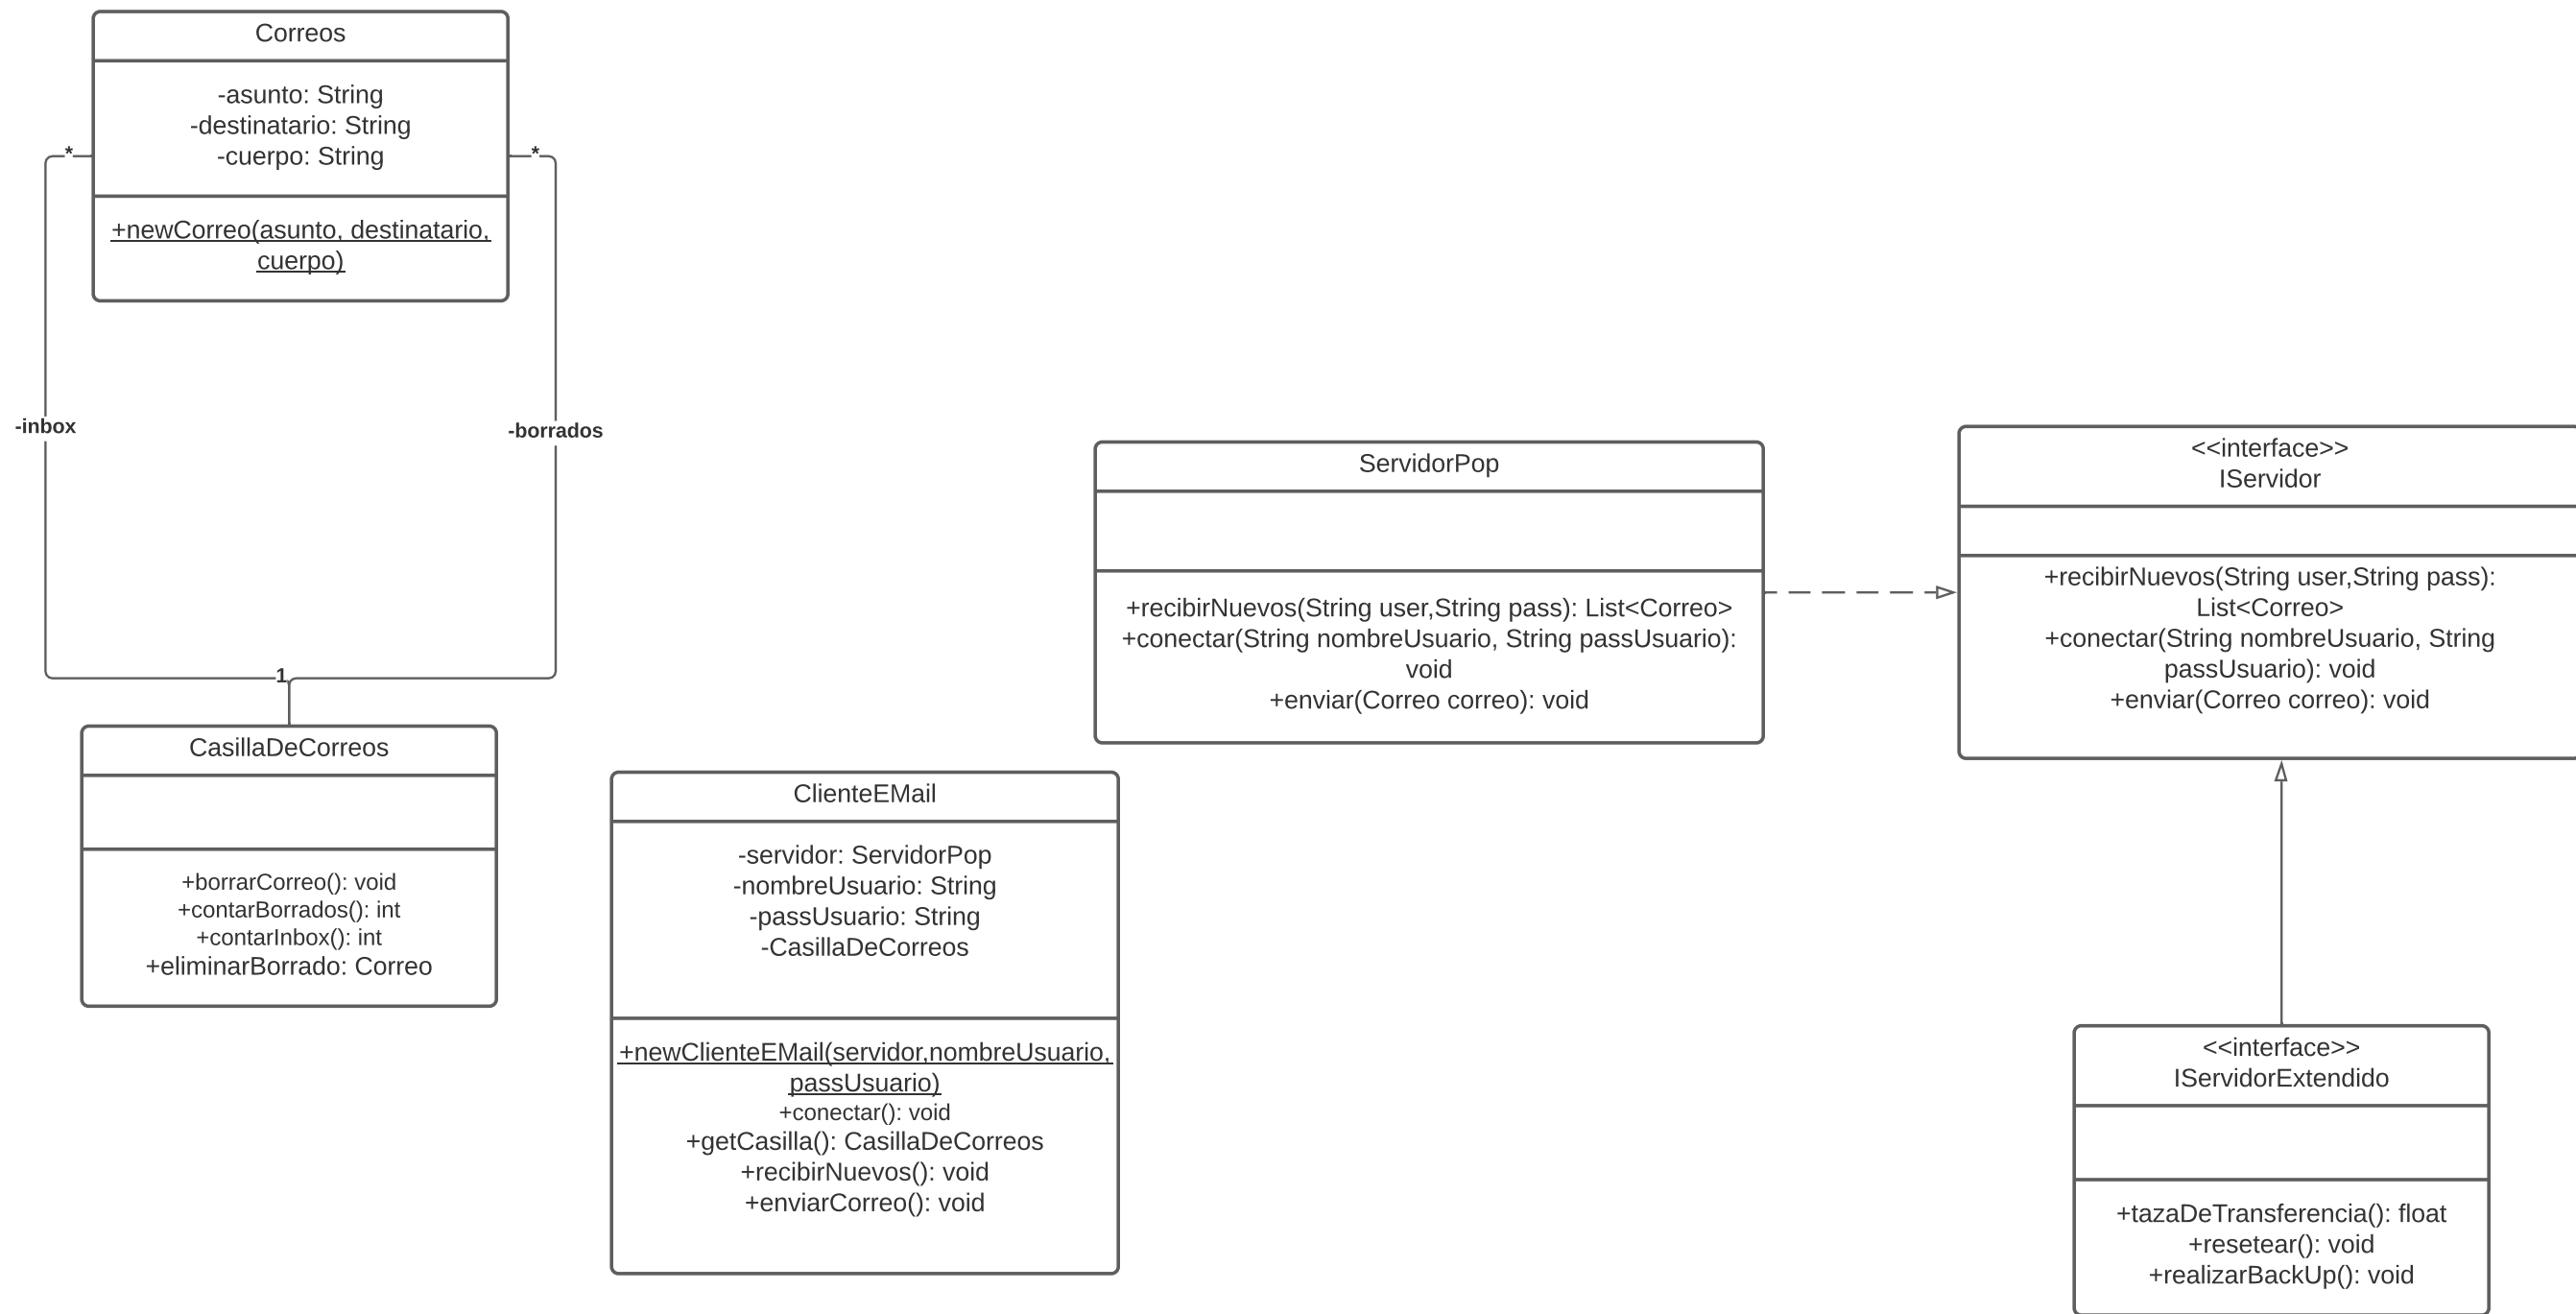 Correos
-asunto: String
-destinatario: String
-cuerpo: String
+newCorreo(asunto, destinatario,
cuerpo)
*
*
-inbox
-borrados
1
CasillaDeCorreos
+borrarCorreo(): void
+contarBorrados(): int
+contarInbox(): int
+eliminarBorrado: Correo
ClienteEMail
-servidor: ServidorPop
-nombreUsuario: String
-passUsuario: String
-CasillaDeCorreos
+newClienteEMail(servidor,nombreUsuario,
passUsuario)
+conectar(): void
+getCasilla(): CasillaDeCorreos
+recibirNuevos(): void
+enviarCorreo(): void
ServidorPop
+recibirNuevos(String user,String pass): List<Correo>
+conectar(String nombreUsuario, String passUsuario):
void
+enviar(Correo correo): void
<<interface>>
IServidor
+recibirNuevos(String user,String pass):
List<Correo>
+conectar(String nombreUsuario, String
passUsuario): void
+enviar(Correo correo): void
<<interface>>
IServidorExtendido
+tazaDeTransferencia(): float
+resetear(): void
+realizarBackUp(): void